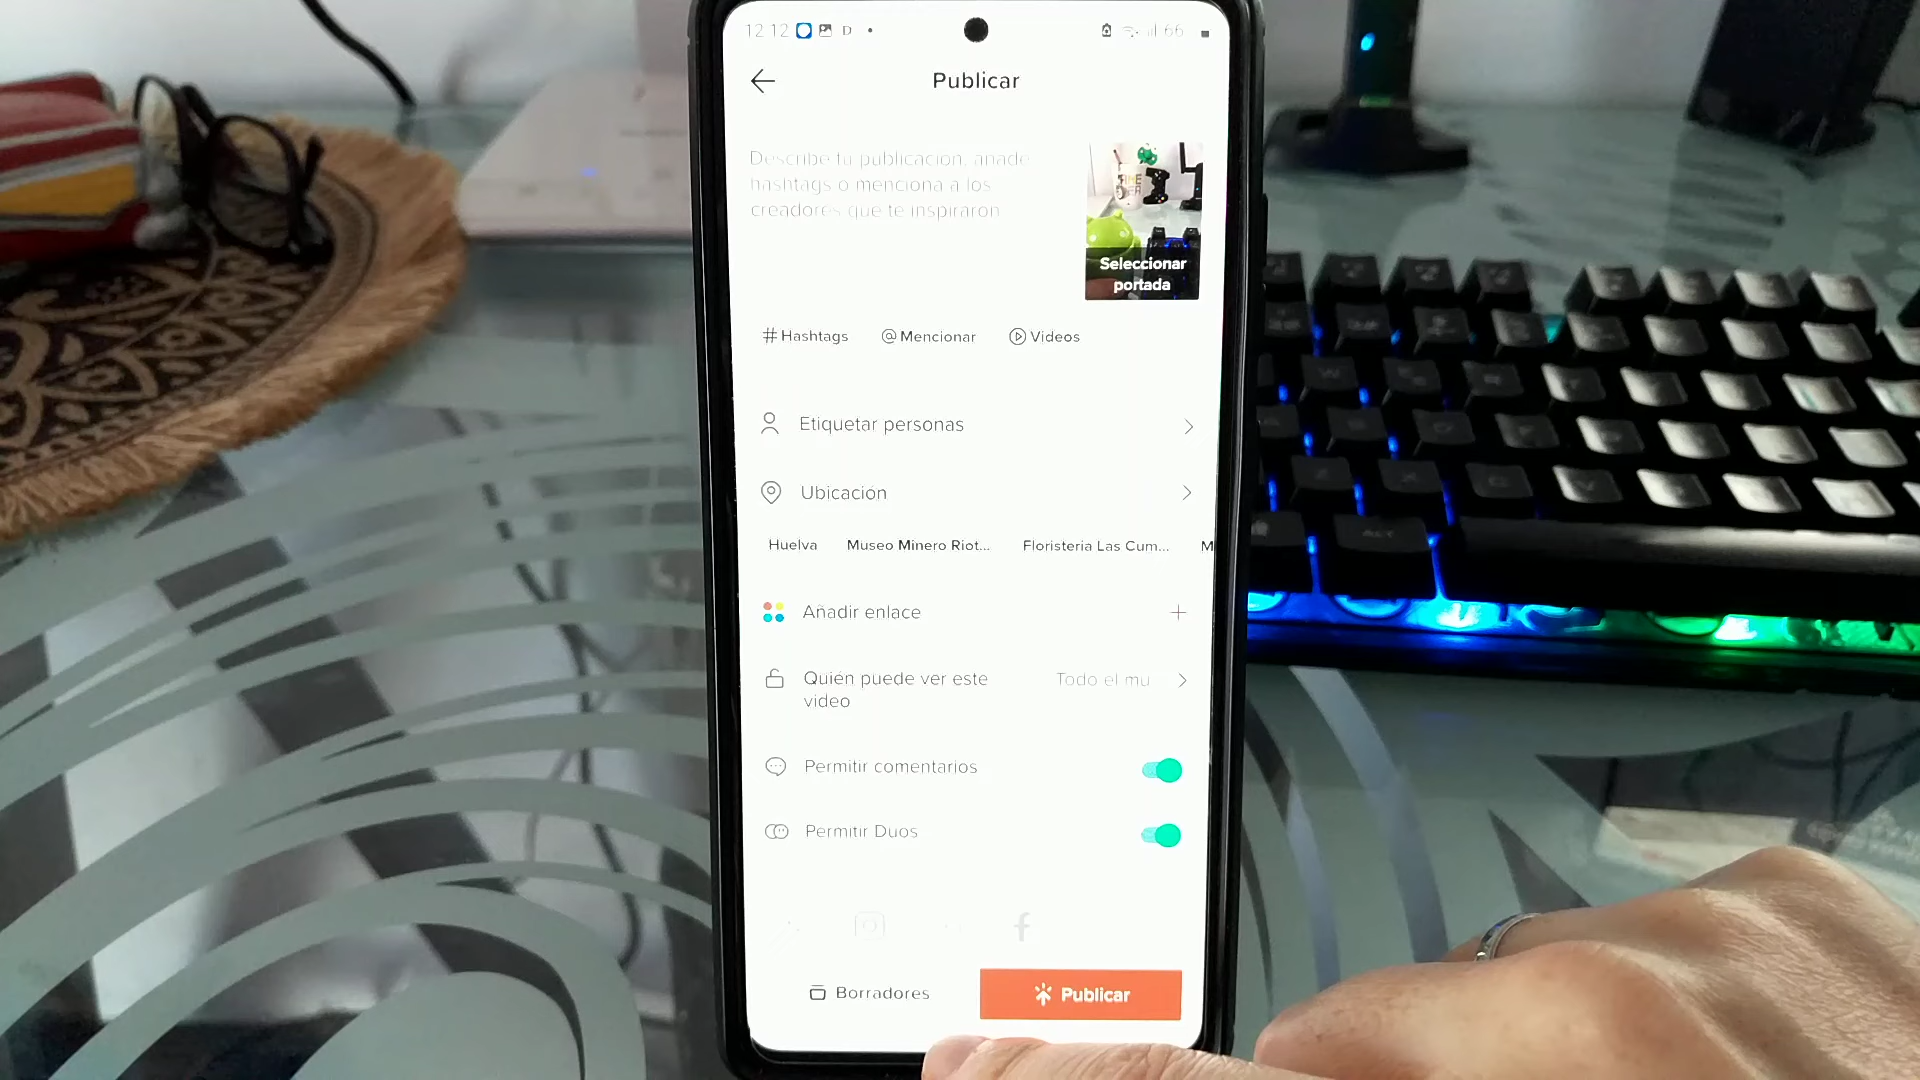 12 12 D 66
Publicar
Describe tu publicación, añade
hashtags o menciona a los
creadores que te inspiraron
Seleccionar
portada
#Hashtags @Mencionar Videos
Etiquetar personas
Ubicación
Huelva Museo Minero Riot... Floristeria Las Cum... M
Añadir enlace
Quién puede ver este
video
Todo el mu
Permitir comentarios
Permitir Duos
Borradores Publicar